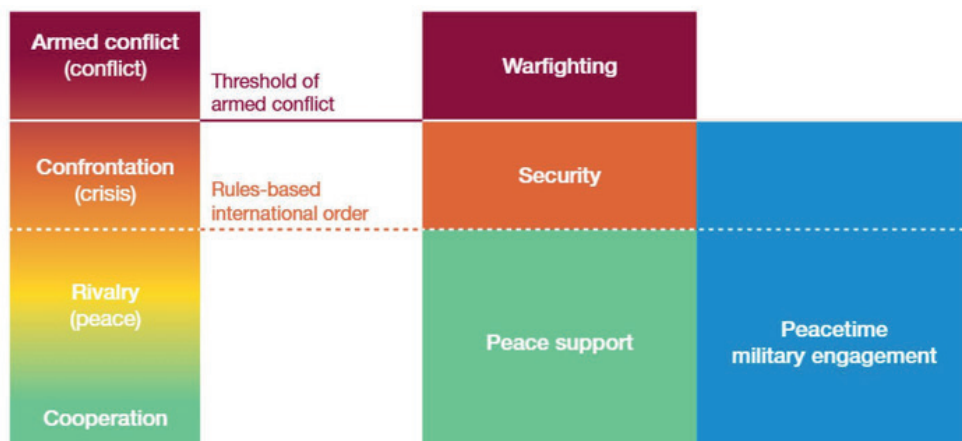 Armed conflict
(conflict)
Threshold of
armed conflict
Warfighting
Confrontation
(crisis)
Rules-based
international order
Security
Rivalry
(peace)
Peace support
Peacetime
military engagement
Cooperation